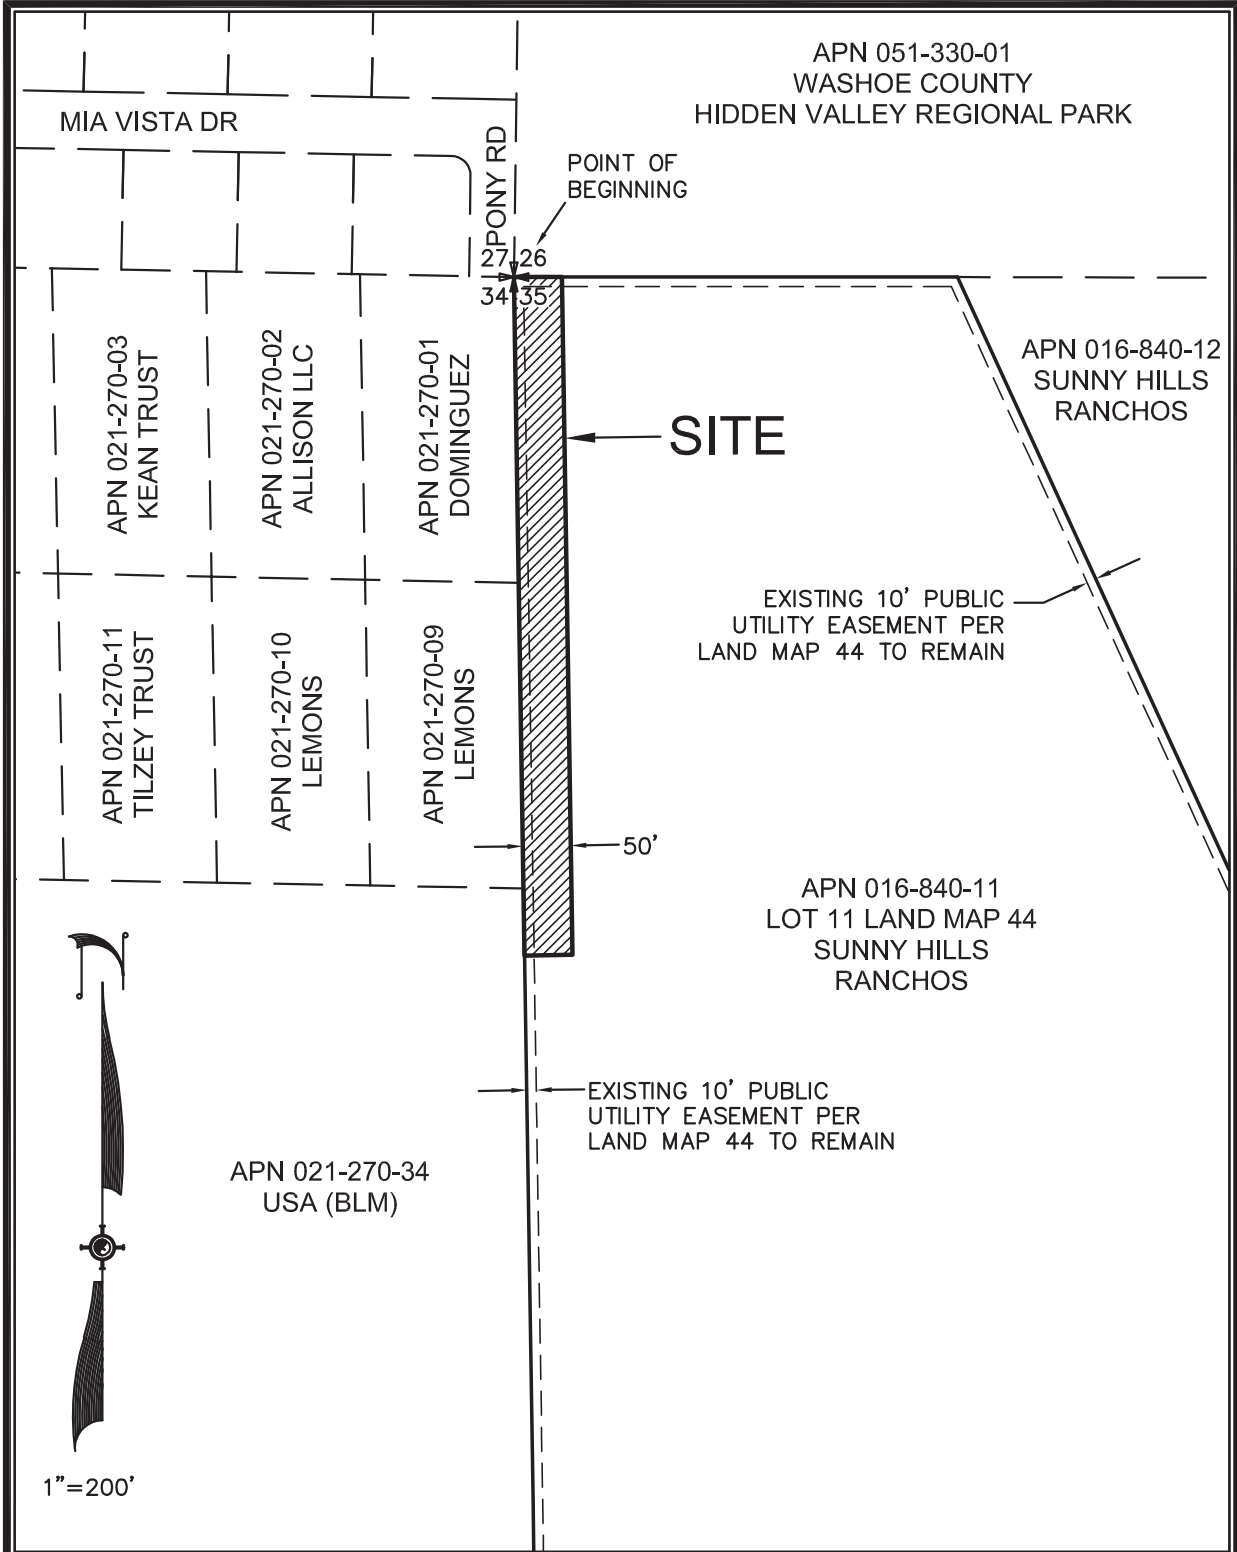 APN 051-330-01
WASHOE COUNTY
HIDDEN VALLEY REGIONAL PARK
MIA VISTA DR
PONY RD
POINT OF
BEGINNING
27 26
34 35
APN 021-270-03
KEAN TRUST
APN 021-270-02
ALLISON LLC
APN 021-270-01
DOMINGUEZ
SITE
APN 016-840-12
SUNNY HILLS
RANCHOS
EXISTING 10' PUBLIC
UTILITY EASEMENT PER
LAND MAP 44 TO REMAIN
APN 021-270-11
TILZEY TRUST
APN 021-270-10
LEMONS
APN 021-270-09
LEMONS
50'
APN 016-840-11
LOT 11 LAND MAP 44
SUNNY HILLS
RANCHOS
EXISTING 10' PUBLIC
UTILITY EASEMENT PER
LAND MAP 44 TO REMAIN
APN 021-270-34
USA (BLM)
1"=200'